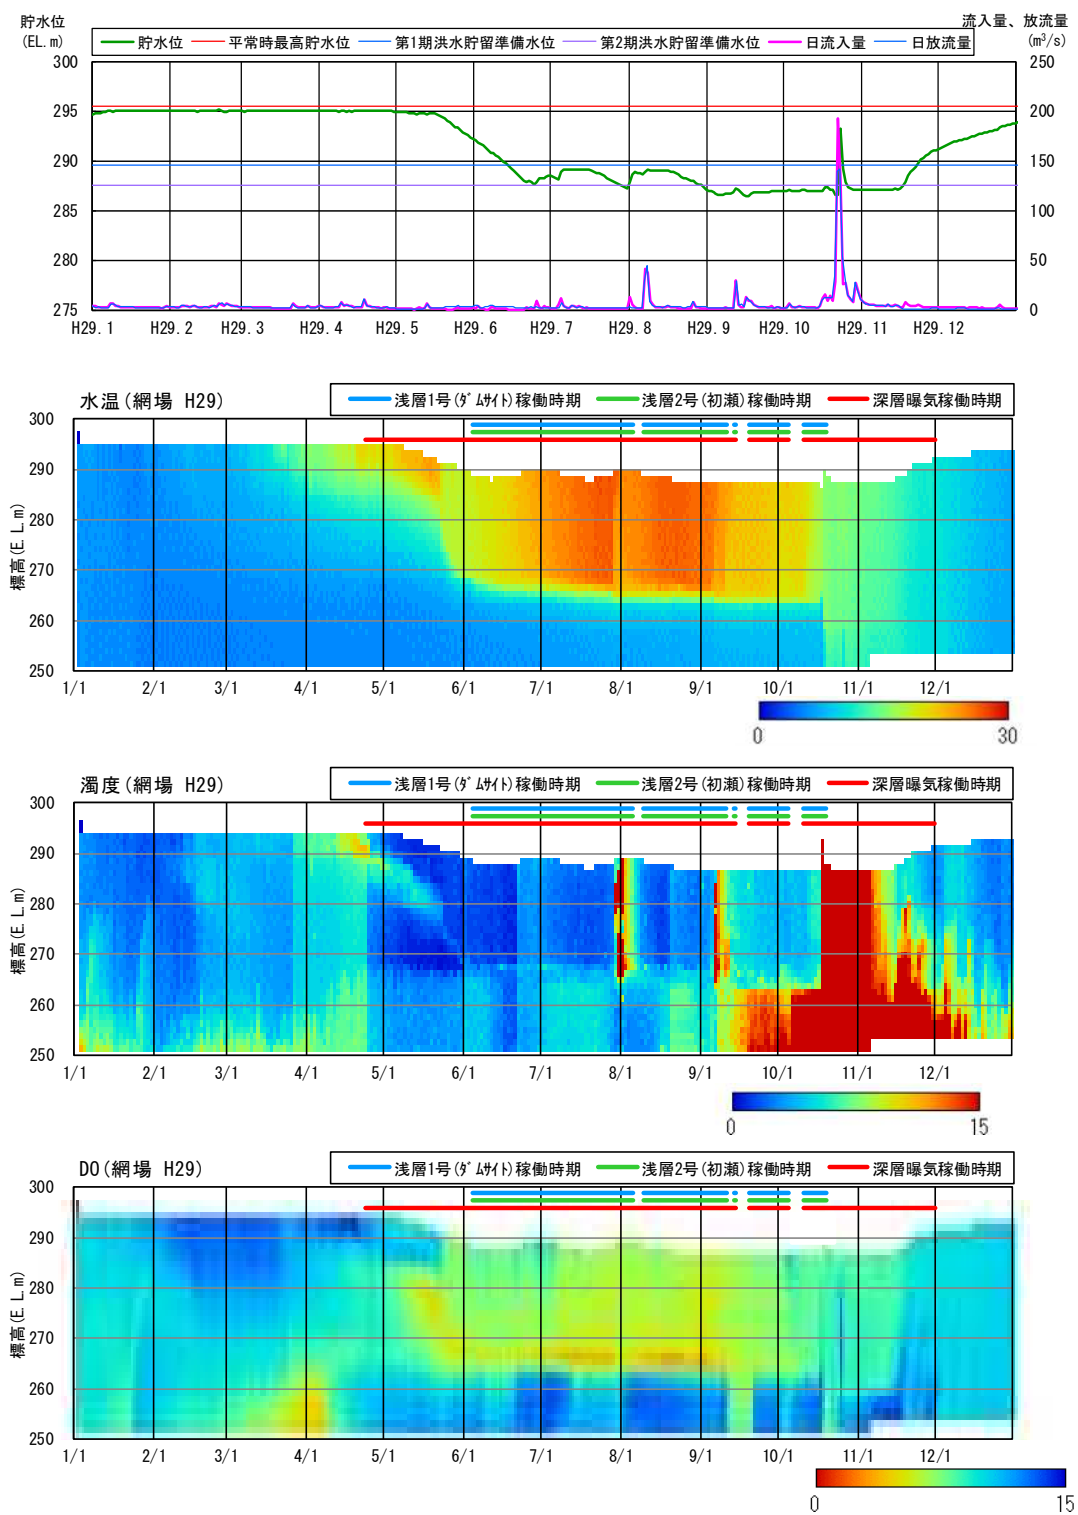 貯水位
(EL.m)
流入量、放流量
(m³/s)
貯水位 平常時最高貯水位 第1期洪水貯留準備水位 第2期洪水貯留準備水位 日流入量 日放流量
300 250
295 200
290 150
285 100
280 50
275 0
H29.1 H29.2 H29.3 H29.4 H29.5 H29.6 H29.7 H29.8 H29.9 H29.10 H29.11 H29.12
水温(網場 H29)
浅層1号(ﾀﾞﾑｻｲﾄ)稼働時期 浅層2号(初瀬)稼働時期 深層曝気稼働時期
標高(E.L.m)
300
290
280
270
260
250
1/1 2/1 3/1 4/1 5/1 6/1 7/1 8/1 9/1 10/1 11/1 12/1
0 30
濁度(網場 H29)
浅層1号(ﾀﾞﾑｻｲﾄ)稼働時期 浅層2号(初瀬)稼働時期 深層曝気稼働時期
標高(E.L.m)
300
290
280
270
260
250
1/1 2/1 3/1 4/1 5/1 6/1 7/1 8/1 9/1 10/1 11/1 12/1
0 15
DO(網場 H29)
浅層1号(ﾀﾞﾑｻｲﾄ)稼働時期 浅層2号(初瀬)稼働時期 深層曝気稼働時期
標高(E.L.m)
300
290
280
270
260
250
1/1 2/1 3/1 4/1 5/1 6/1 7/1 8/1 9/1 10/1 11/1 12/1
0 15